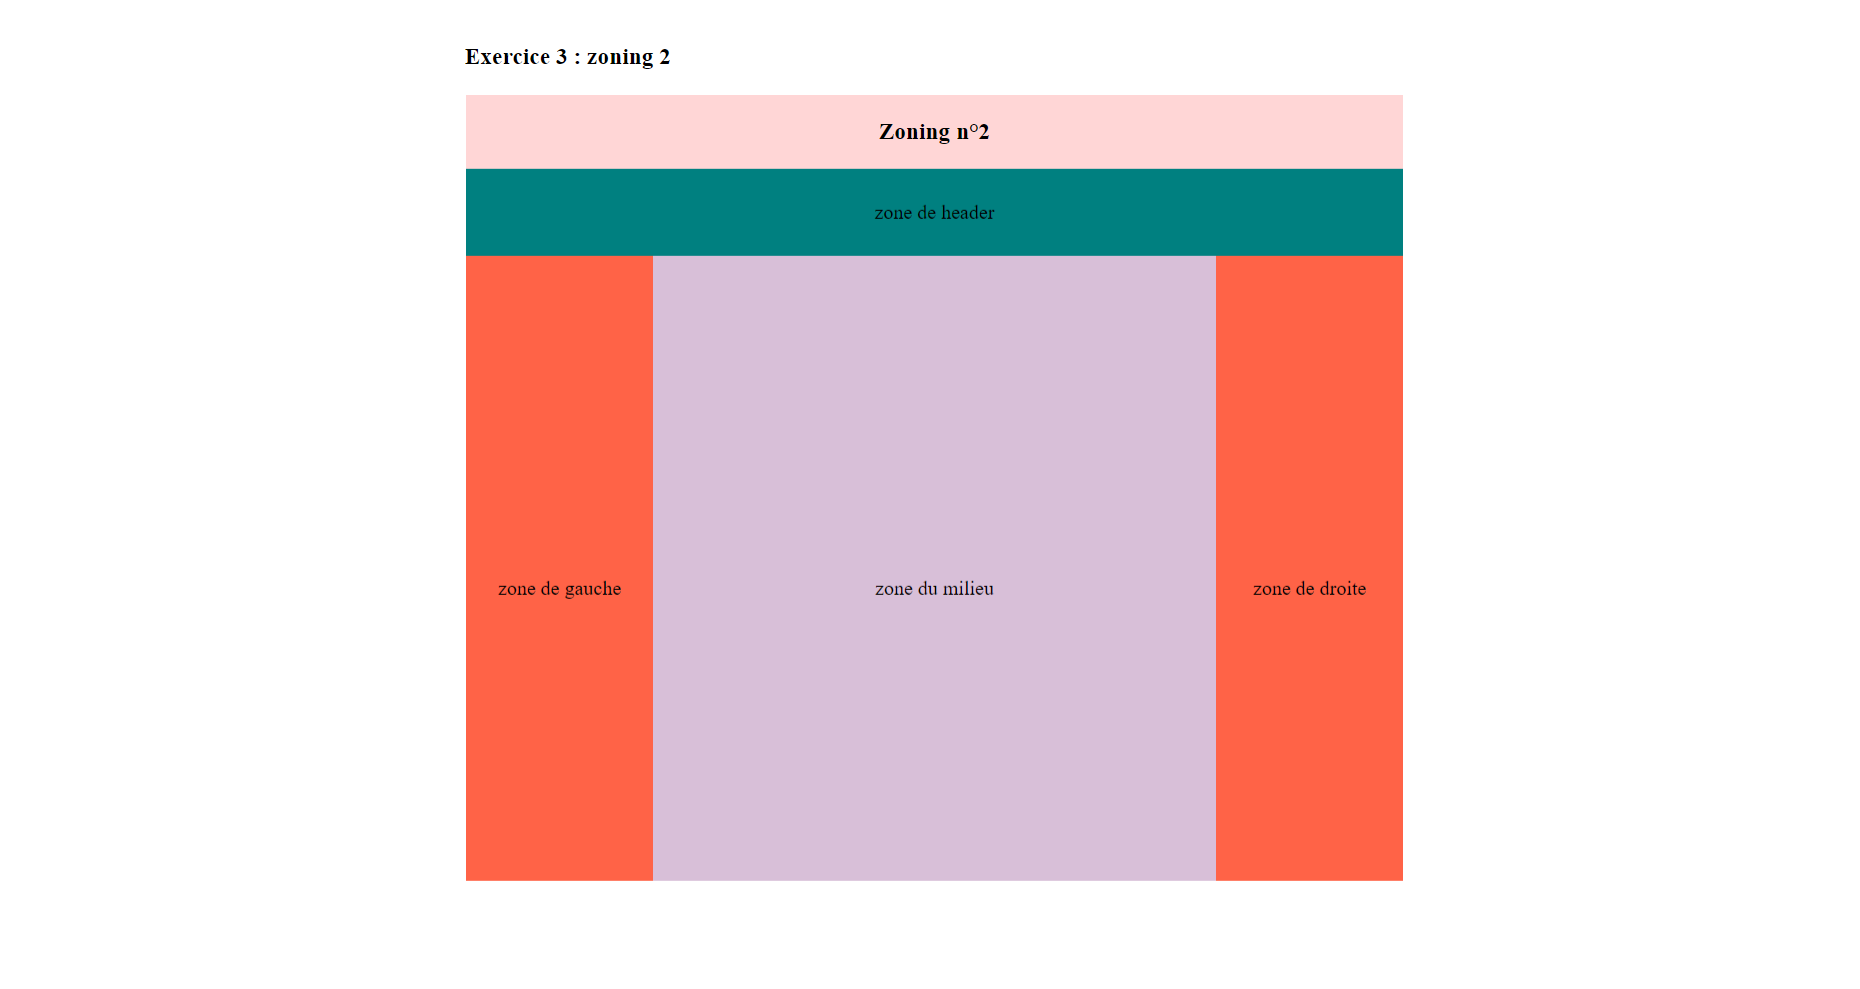 Exercice 3 : zoning 2
Zoning n°2
zone de header
zone de gauche
zone du milieu
zone de droite